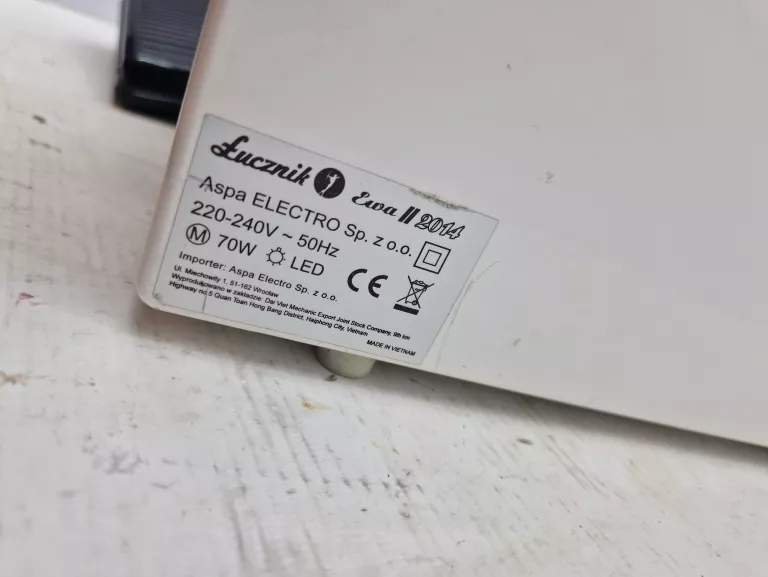 Łucznik Ewa II 2014
Aspa ELECTRO Sp. z o.o.
220-240V ~ 50Hz
M 70W LED
CE
Importer: Aspa Electro Sp. z o.o.
Ul. Miechowity 1, 51-162 Wrocław
Wyprodukowano w zakładzie: Dai Viet Mechanic Export Joint Stock Company, 9th km
Highway no 5 Quan Toan Hong Bang District, Haiphong City, Vietnam
MADE IN VIETNAM